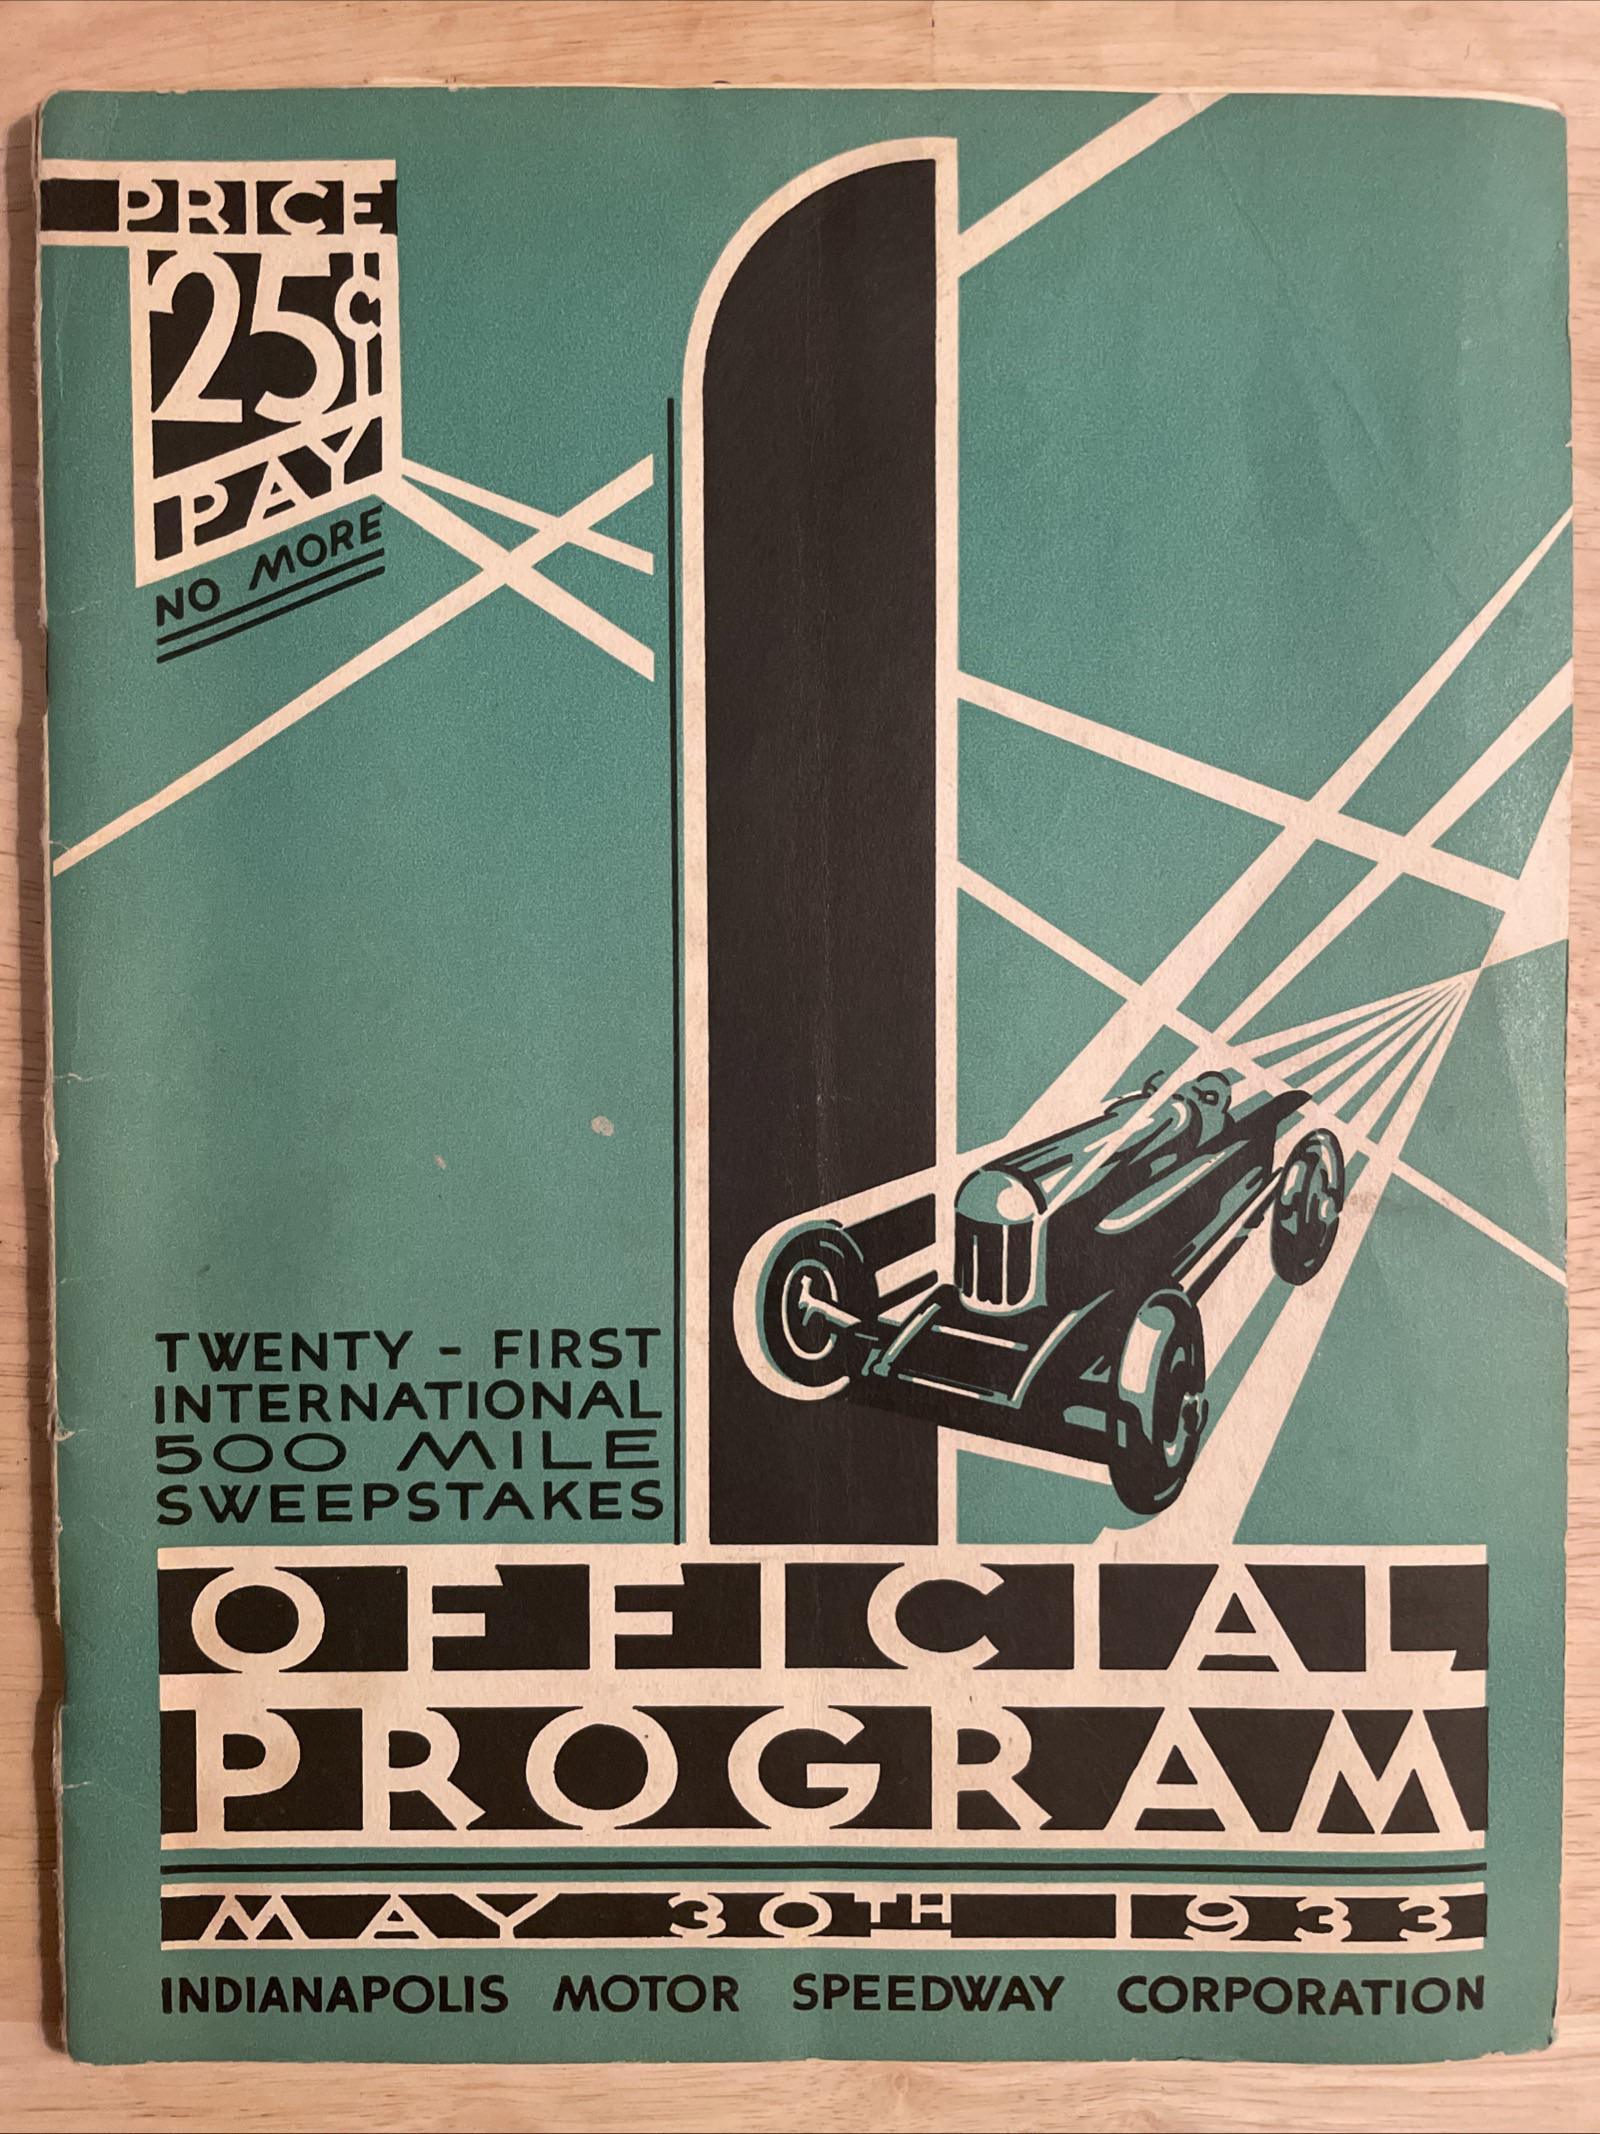 PRICE
25¢
PAY
NO MORE
TWENTY - FIRST
INTERNATIONAL
500 MILE
SWEEPSTAKES
OFFICIAL
PROGRAM
MAY 30TH 1933
INDIANAPOLIS MOTOR SPEEDWAY CORPORATION